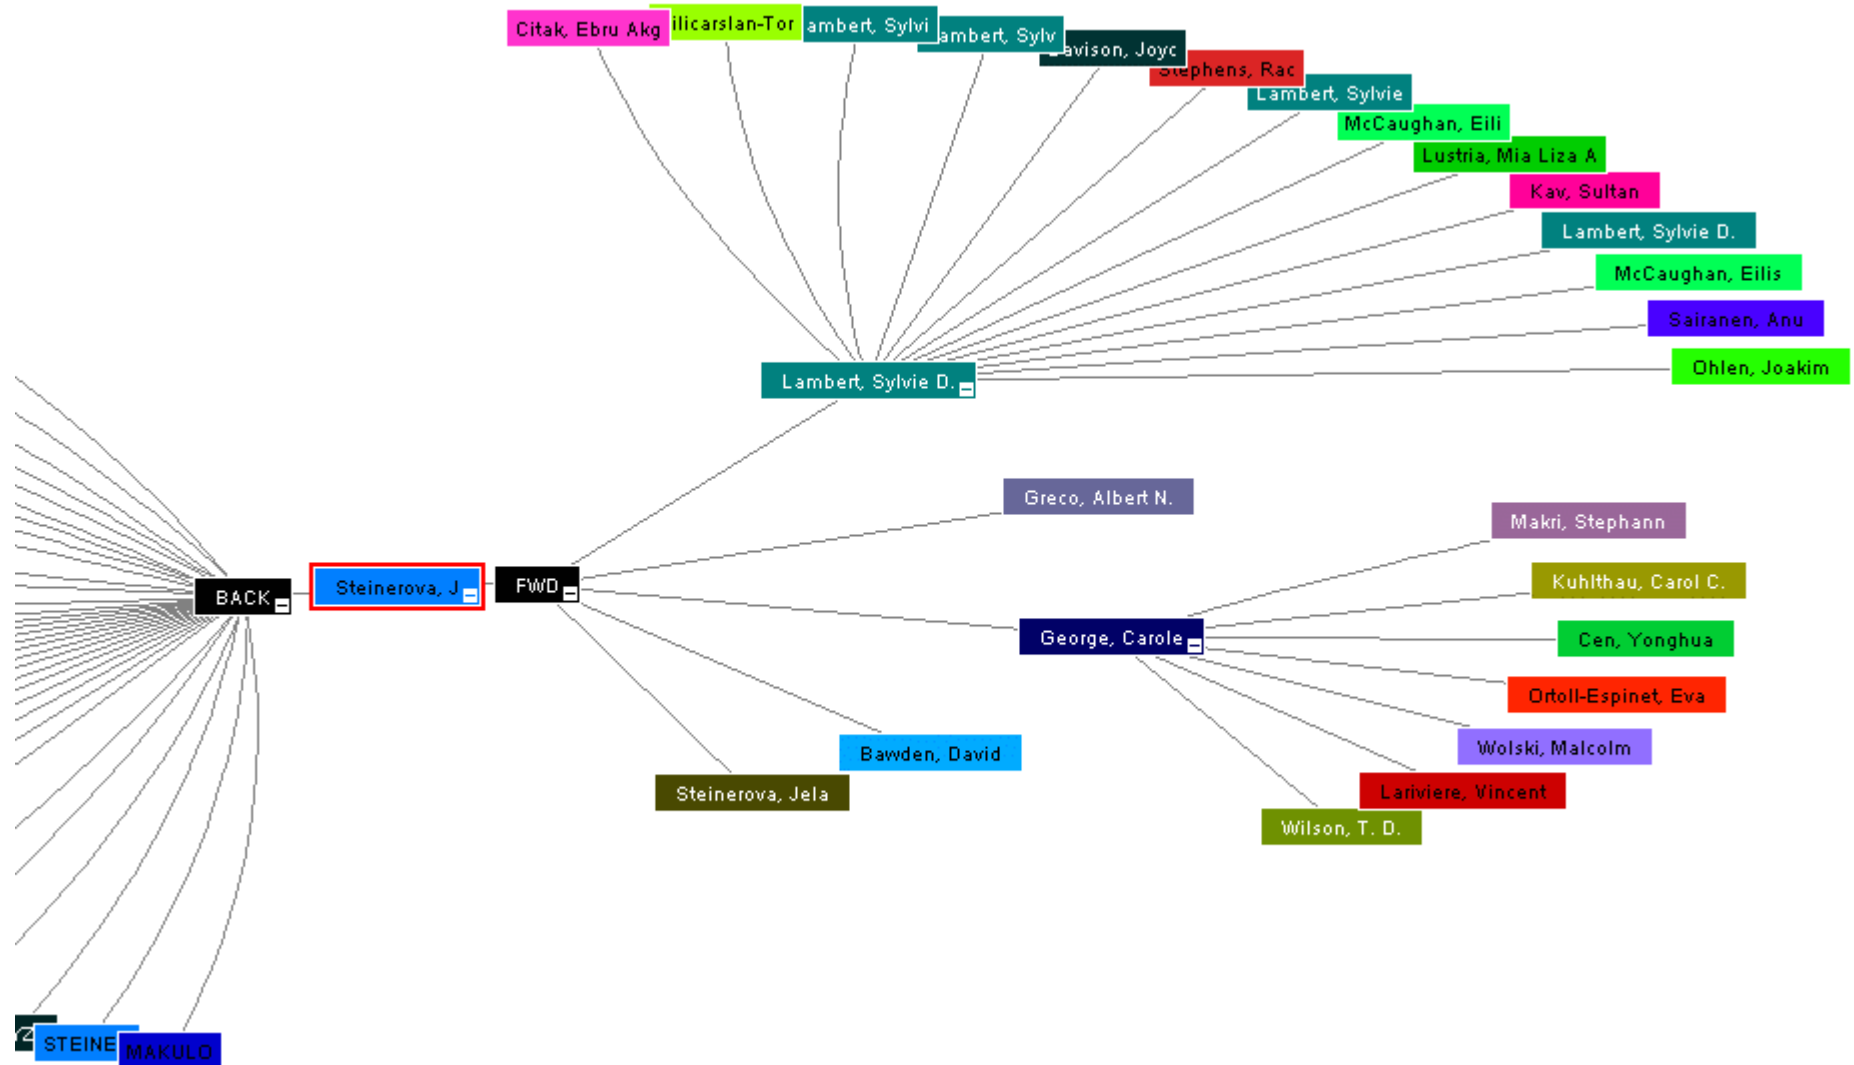 Citak, Ebru Akg
ilicarslan-Tor
ambert, Sylvi
ambert, Sylv
avison, Joyc
Stephens, Rac
Lambert, Sylvie
McCaughan, Eili
Lustria, Mia Liza A
Kav, Sultan
Lambert, Sylvie D.
McCaughan, Eilis
Sairanen, Anu
Ohlen, Joakim
Lambert, Sylvie D.
Greco, Albert N.
Makri, Stephann
Kuhlthau, Carol C.
BACK
Steinerova, J
FWD
George, Carole
Cen, Yonghua
Ortoll-Espinet, Eva
Wolski, Malcolm
Bawden, David
Steinerova, Jela
Lariviere, Vincent
Wilson, T. D.
STEINE
MAKULO